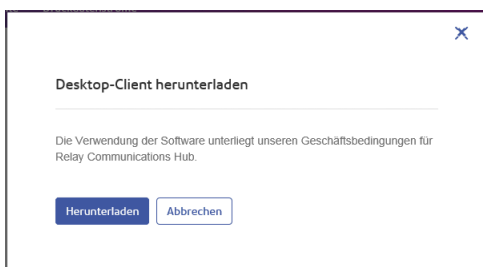 Desktop-Client herunterladen
Die Verwendung der Software unterliegt unseren Geschäftsbedingungen für
Relay Communications Hub.
Herunterladen
Abbrechen